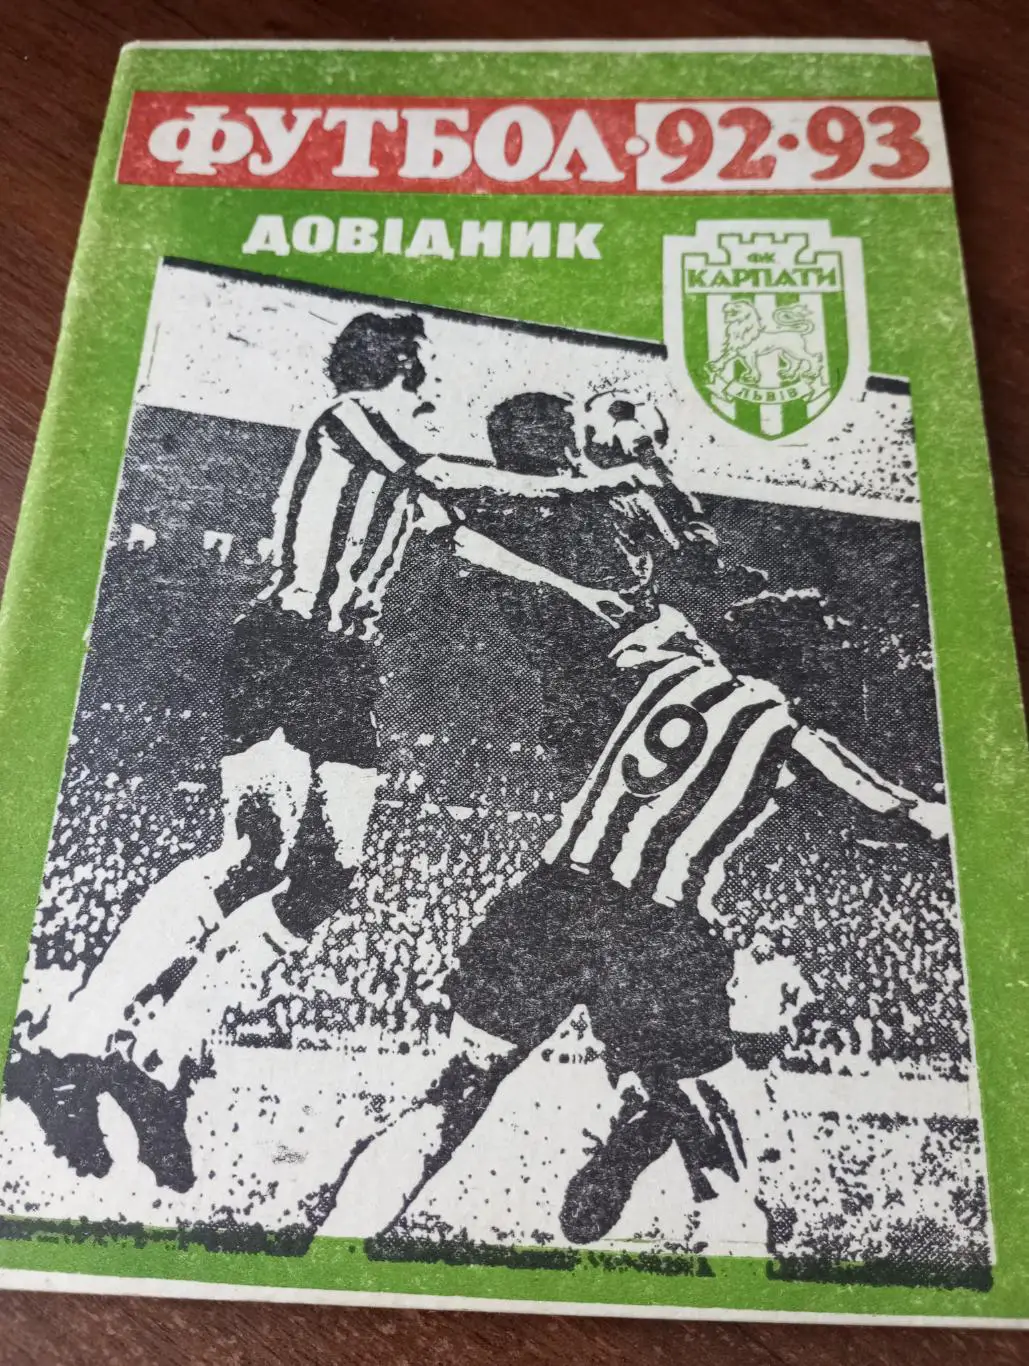 ФУТБОЛ·92·93
ДОВІДНИК
ФК
КАРПАТИ
ЛЬВІВ
9